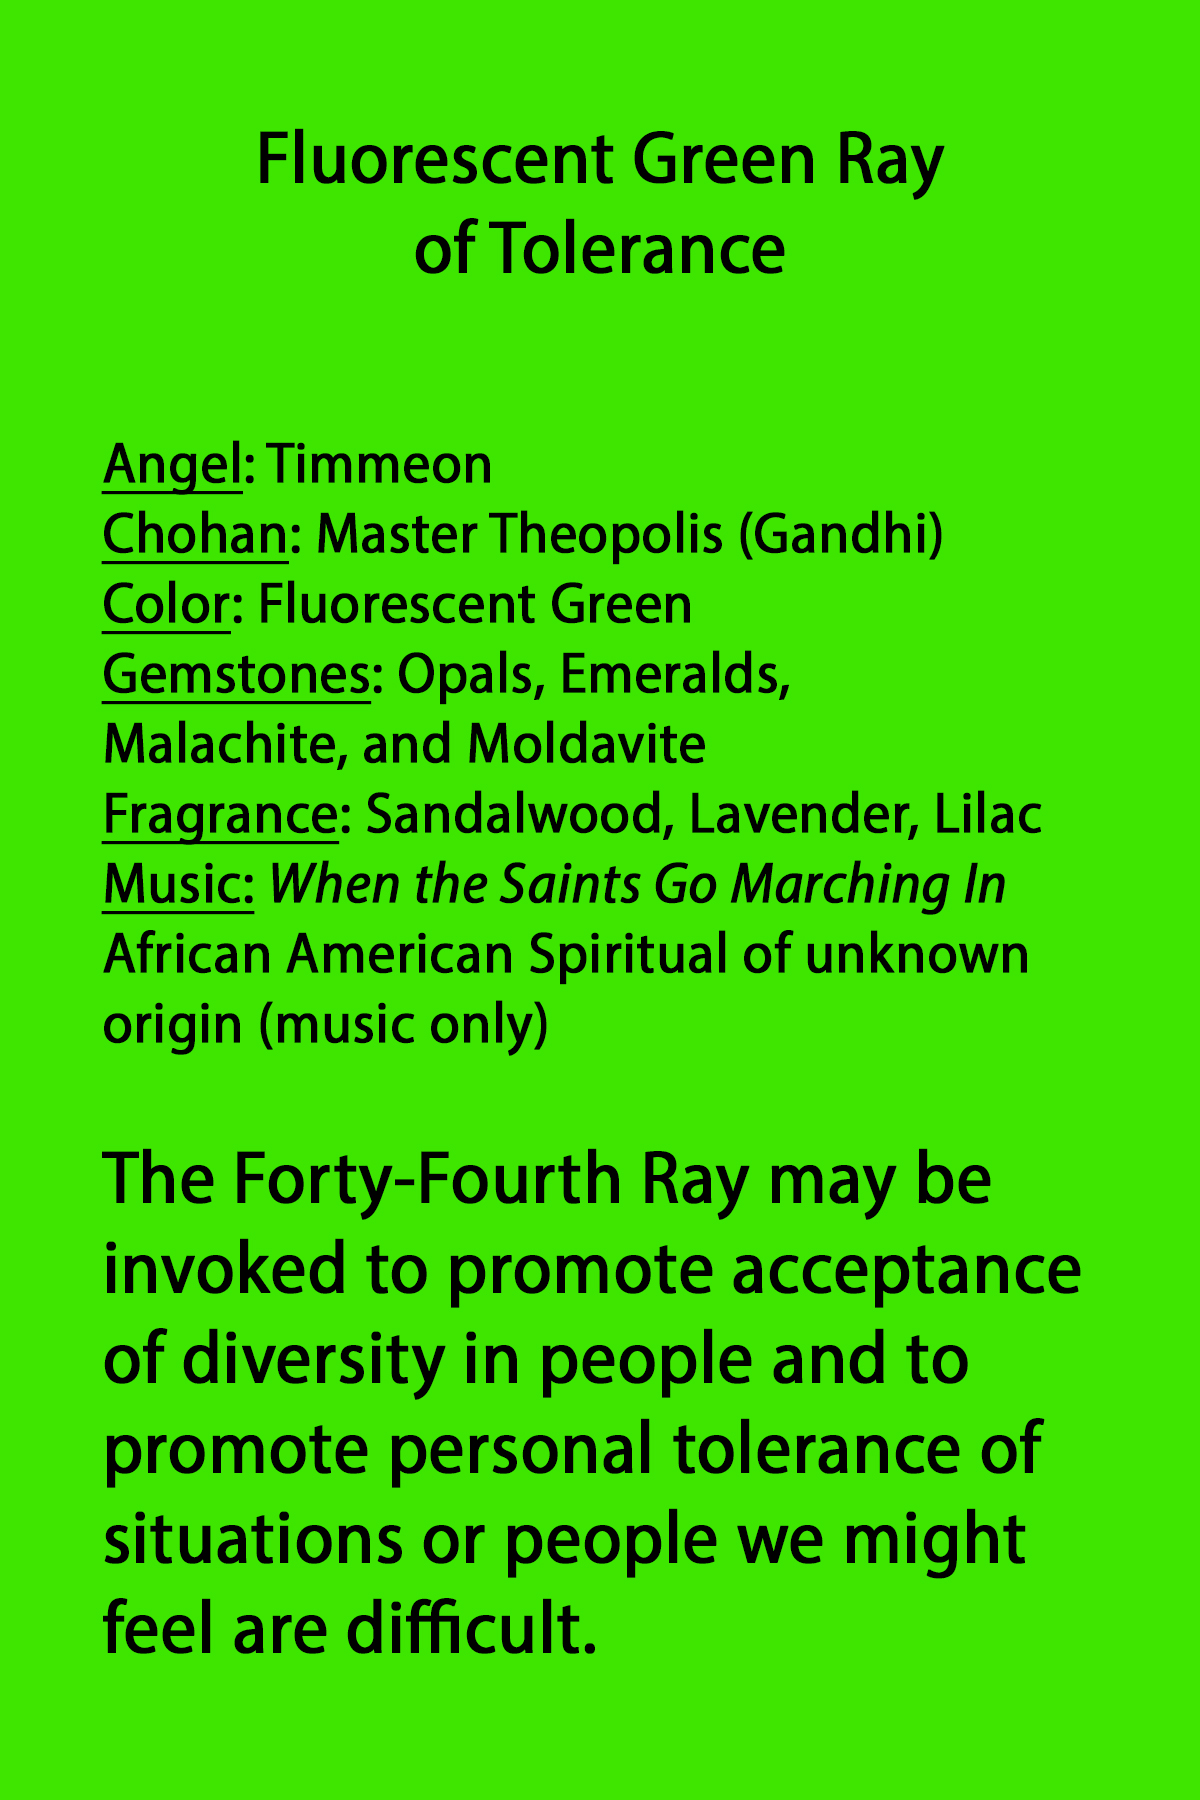 Fluorescent Green Ray
of Tolerance
Angel: Timmeon
Chohan: Master Theopolis (Gandhi)
Color: Fluorescent Green
Gemstones: Opals, Emeralds,
Malachite, and Moldavite
Fragrance: Sandalwood, Lavender, Lilac
Music: When the Saints Go Marching In
African American Spiritual of unknown
origin (music only)
The Forty-Fourth Ray may be
invoked to promote acceptance
of diversity in people and to
promote personal tolerance of
situations or people we might
feel are difficult.